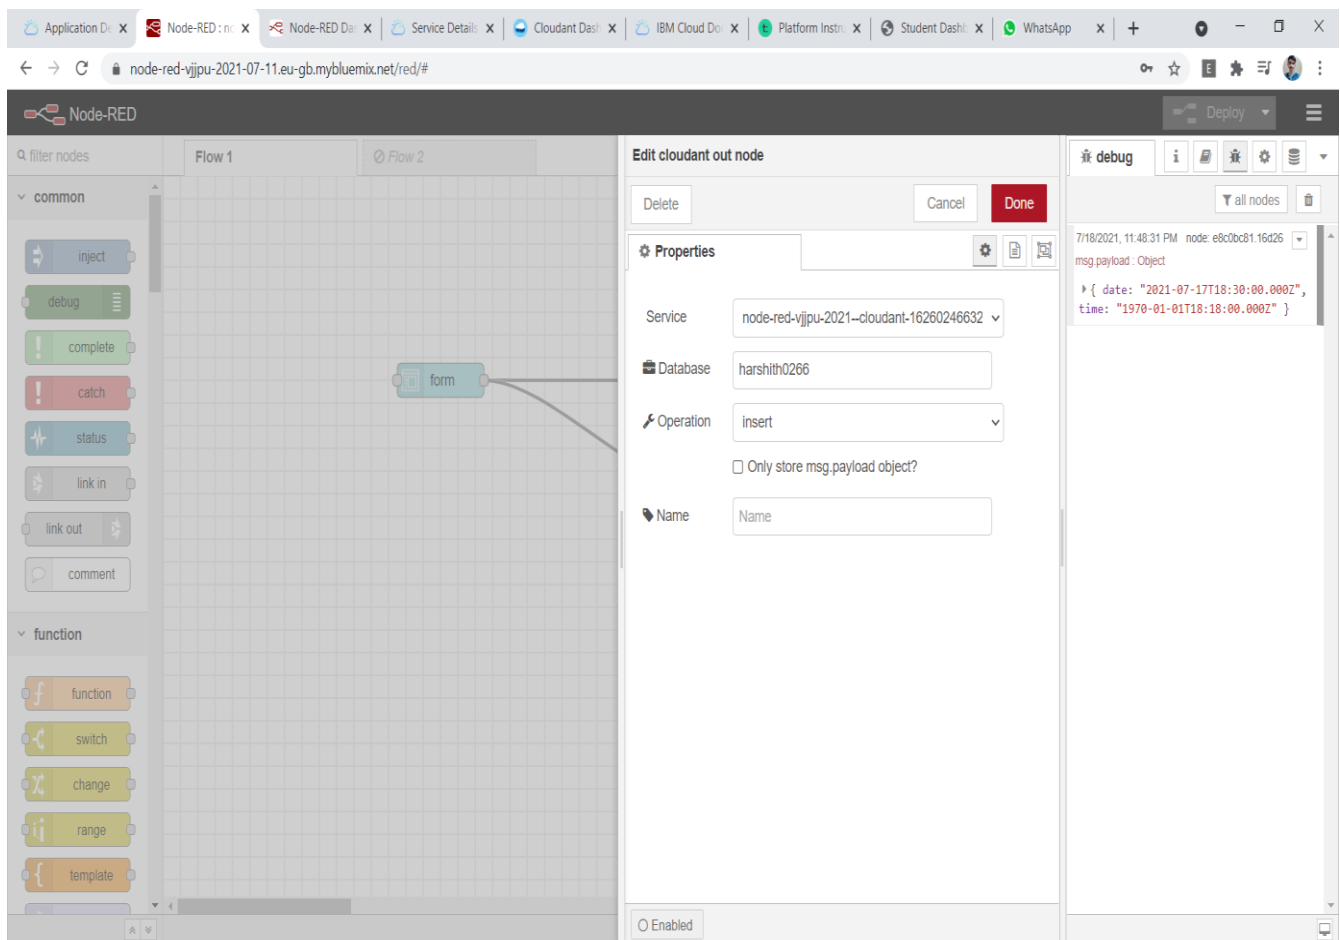 Application De
Node-RED : no
Node-RED Das
Service Details
Cloudant Dash
IBM Cloud Do
Platform Instru
Student Dashb
WhatsApp
node-red-vjjpu-2021-07-11.eu-gb.mybluemix.net/red/#
Node-RED
Deploy
filter nodes
Flow 1
Flow 2
Edit cloudant out node
debug
common
Delete
Cancel
Done
all nodes
Properties
7/18/2021, 11:48:31 PM node: e8c0bc81.16d26
msg.payload : Object
{ date: "2021-07-17T18:30:00.000Z",
time: "1970-01-01T18:18:00.000Z" }
inject
debug
complete
catch
status
link in
link out
comment
form
Service
node-red-vjjpu-2021--cloudant-16260246632
Database
harshith0266
Operation
insert
Only store msg.payload object?
Name
Name
function
function
switch
change
range
template
Enabled